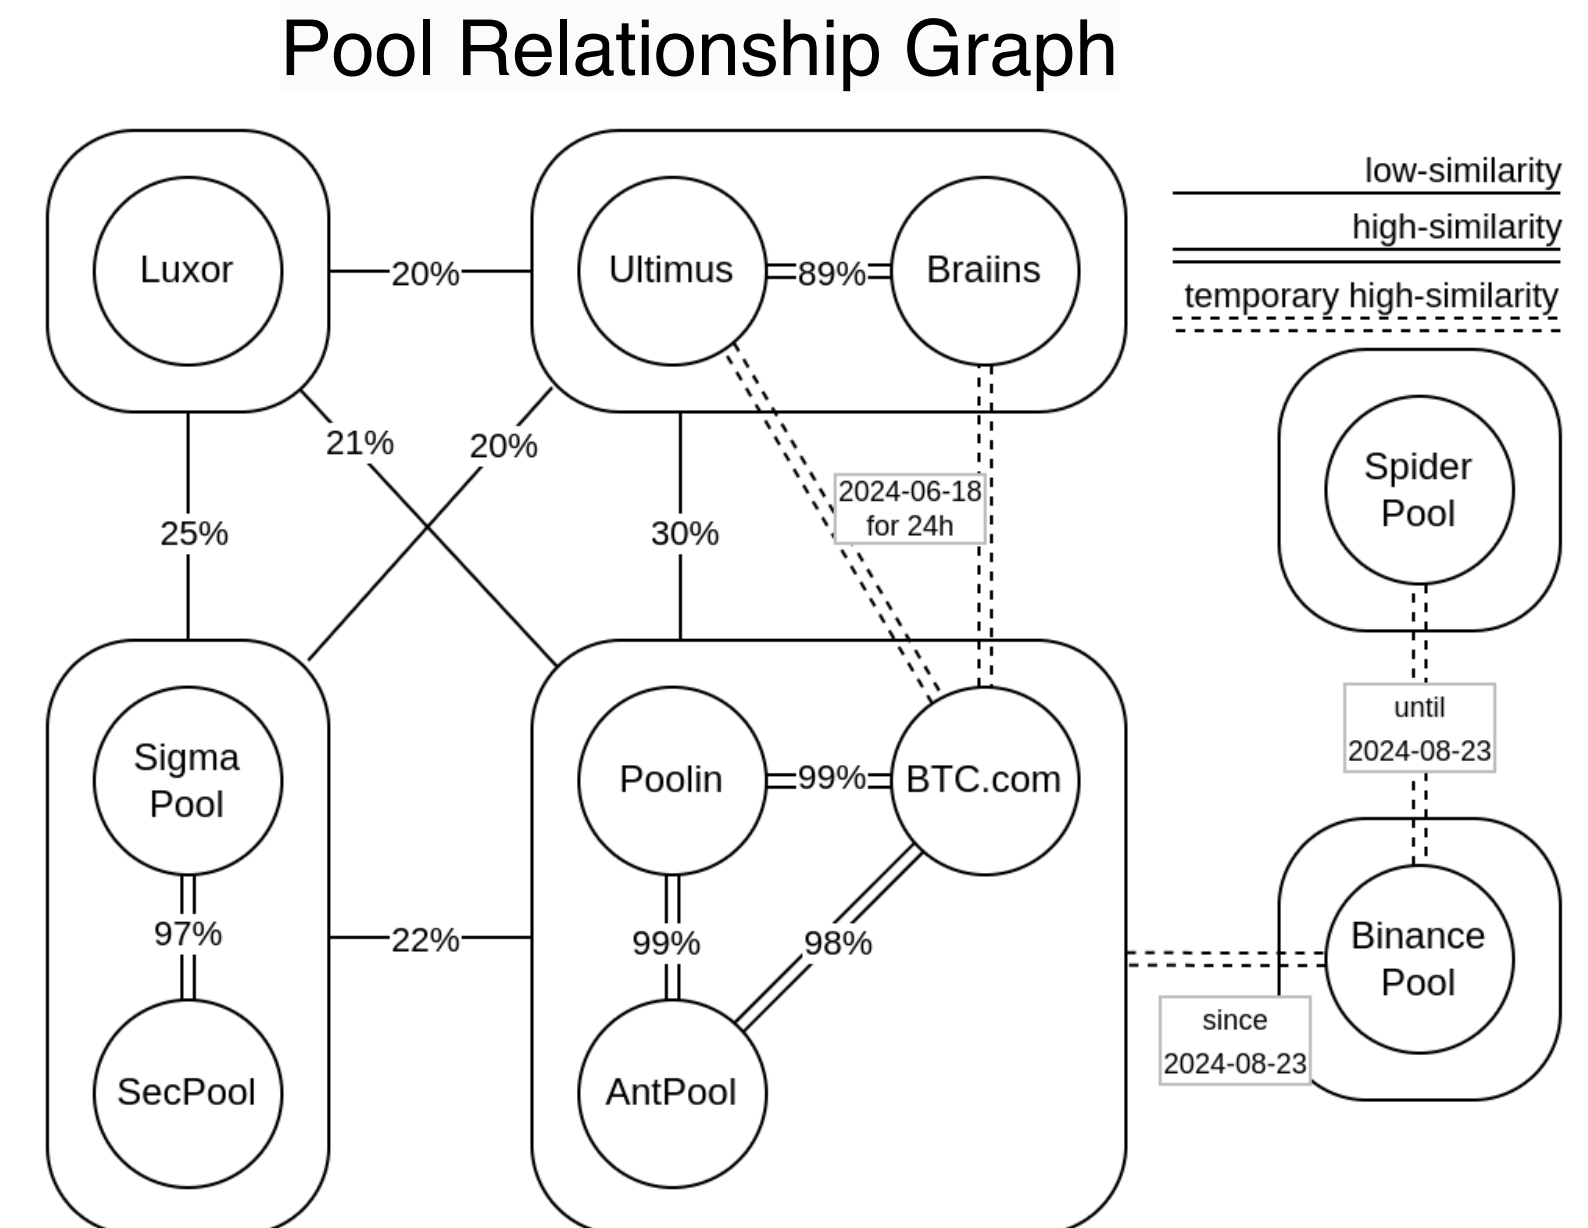 Pool Relationship Graph
low-similarity
high-similarity
temporary high-similarity
Luxor
20%
Ultimus
89%
Braiins
21%
20%
25%
30%
2024-06-18
for 24h
Spider
Pool
until
2024-08-23
Sigma
Pool
97%
SecPool
22%
Poolin
99%
BTC.com
99%
98%
AntPool
Binance
Pool
since
2024-08-23